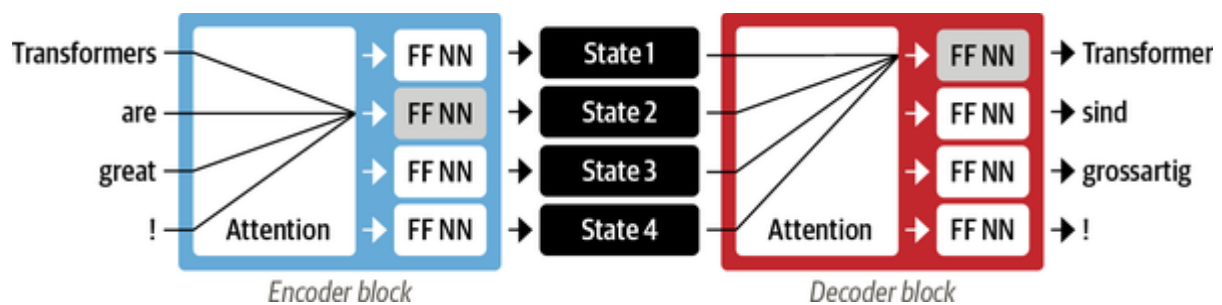 Transformers FF NN State 1 FF NN Transformer
are FF NN State 2 FF NN sind
great FF NN State 3 FF NN grossartig
! Attention FF NN State 4 Attention FF NN !
Encoder block Decoder block